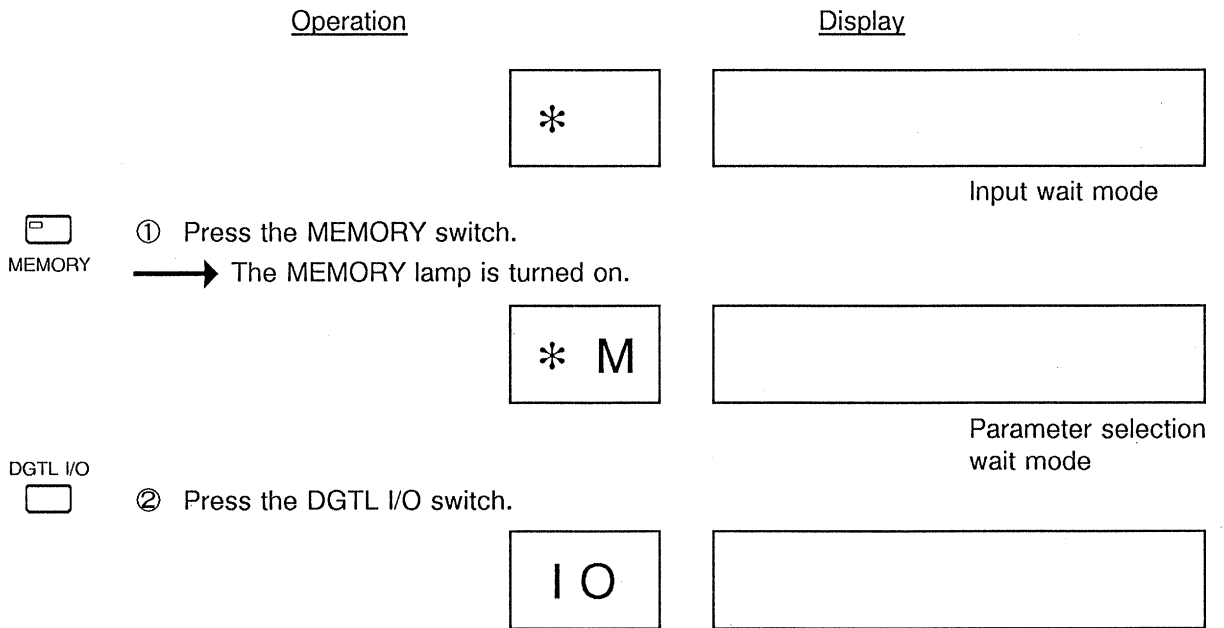 Operation Display
*
Input wait mode
① Press the MEMORY switch.
MEMORY
→ The MEMORY lamp is turned on.
* M
Parameter selection
wait mode
DGTL I/O
② Press the DGTL I/O switch.
I O